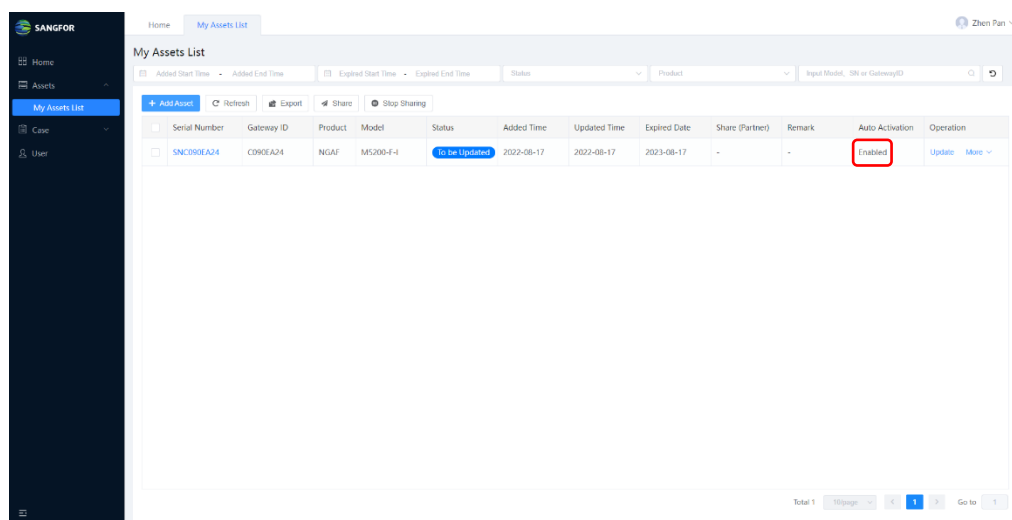 SANGFOR
Home
My Assets List
Zhen Pan
Home
Assets
My Assets List
Case
User
My Assets List
Added Start Time - Added End Time
Expired Start Time - Expired End Time
Status
Product
Input Model, SN or GatewayID
+ Add Asset
Refresh
Export
Share
Stop Sharing
Serial Number Gateway ID Product Model Status Added Time Updated Time Expired Date Share (Partner) Remark Auto Activation Operation
SNC090EA24 C090EA24 NGAF M5200-F-I To be Updated 2022-08-17 2022-08-17 2023-08-17 - - Enabled Update More
Total 1 10/page < 1 > Go to 1